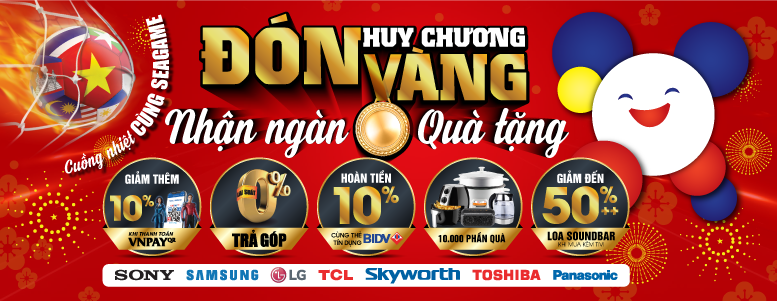 Cuồng nhiệt CÙNG SEAGAME
ĐÓN HUY CHƯƠNG
VÀNG
Nhận ngàn Quà tặng
GIẢM THÊM
10%
KHI THANH TOÁN
VNPAYQR
0%
TRẢ GÓP
HOÀN TIỀN
10%
CÙNG THẺ
TÍN DỤNG BIDV
10.000 PHẦN QUÀ
GIẢM ĐẾN
50%++
LOA SOUNDBAR
KHI MUA KÈM TIVI
SONY SAMSUNG LG TCL Skyworth TOSHIBA Panasonic